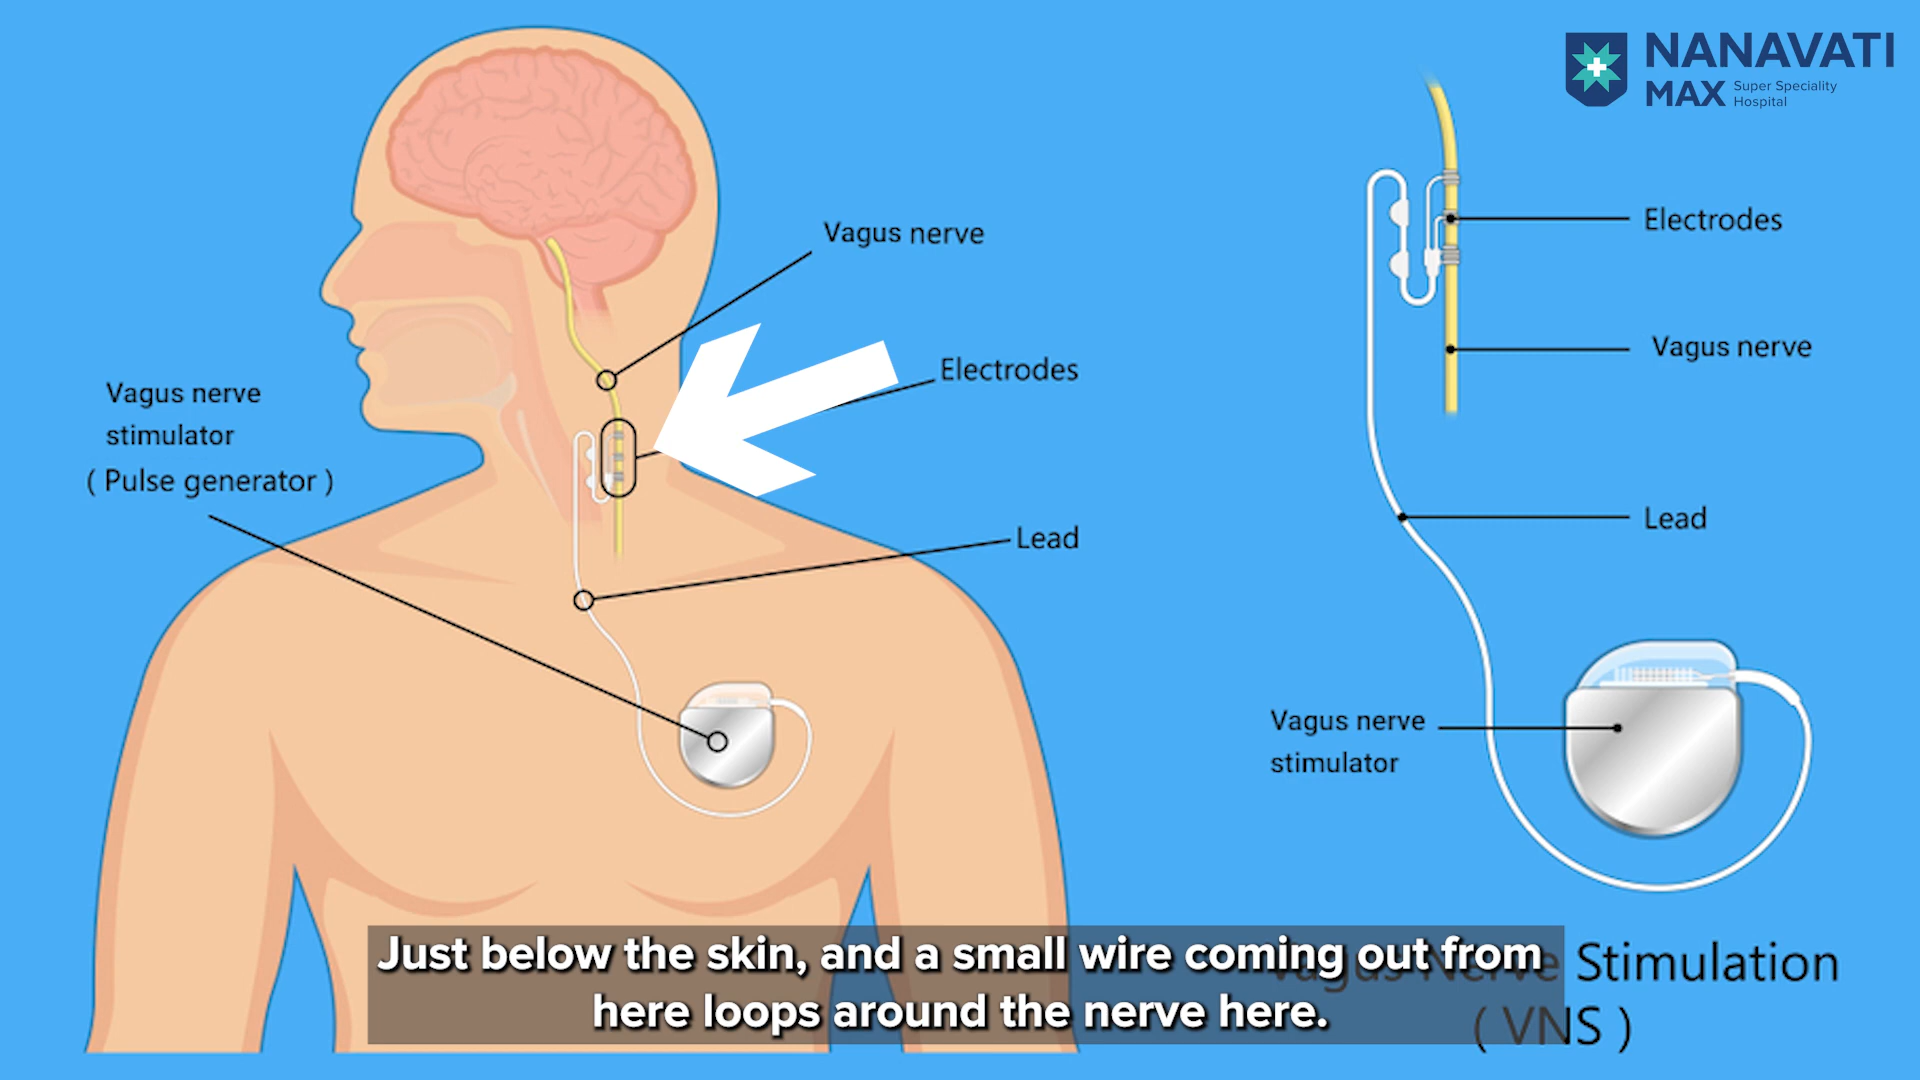 NANAVATI
MAX Super Speciality
Hospital
Vagus nerve
Electrodes
Vagus nerve
stimulator
( Pulse generator )
Lead
Electrodes
Vagus nerve
Lead
Vagus nerve
stimulator
Vagus Nerve Stimulation
( VNS )
Just below the skin, and a small wire coming out from
here loops around the nerve here.